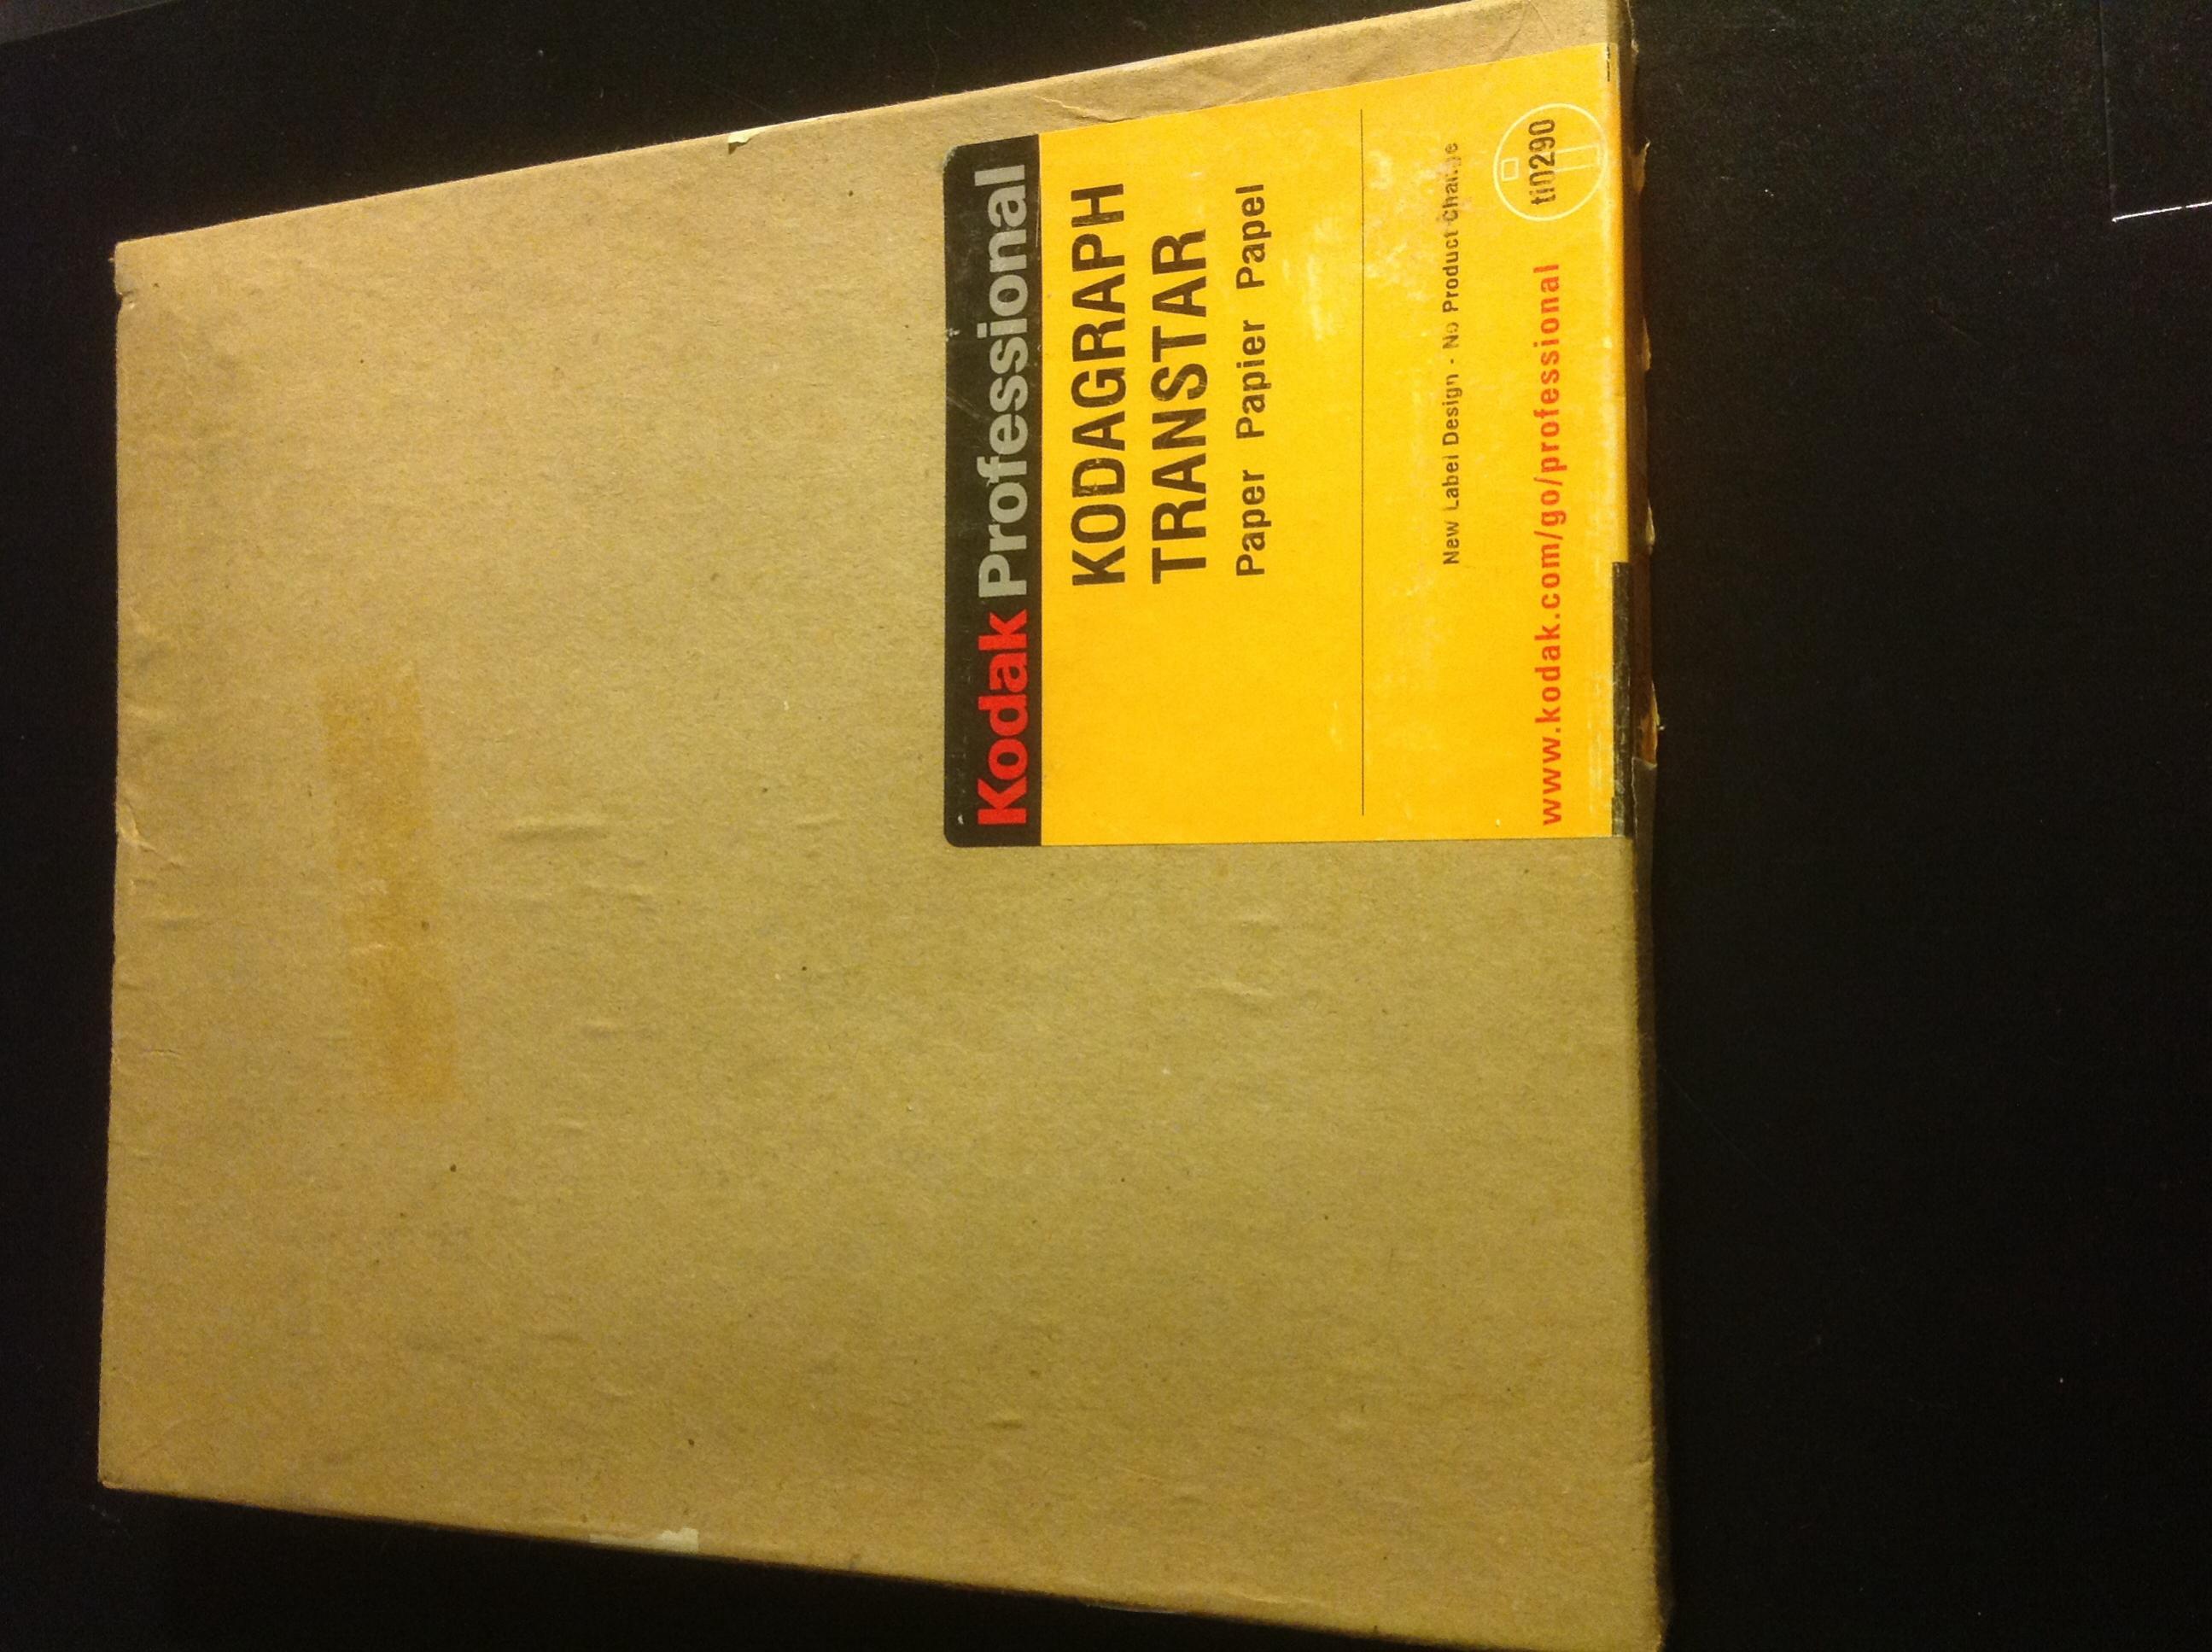 Kodak Professional
KODAGRAPH
TRANSTAR
Paper Papier Papel
New Label Design - No Product Change
www.kodak.com/go/professional
ti0290